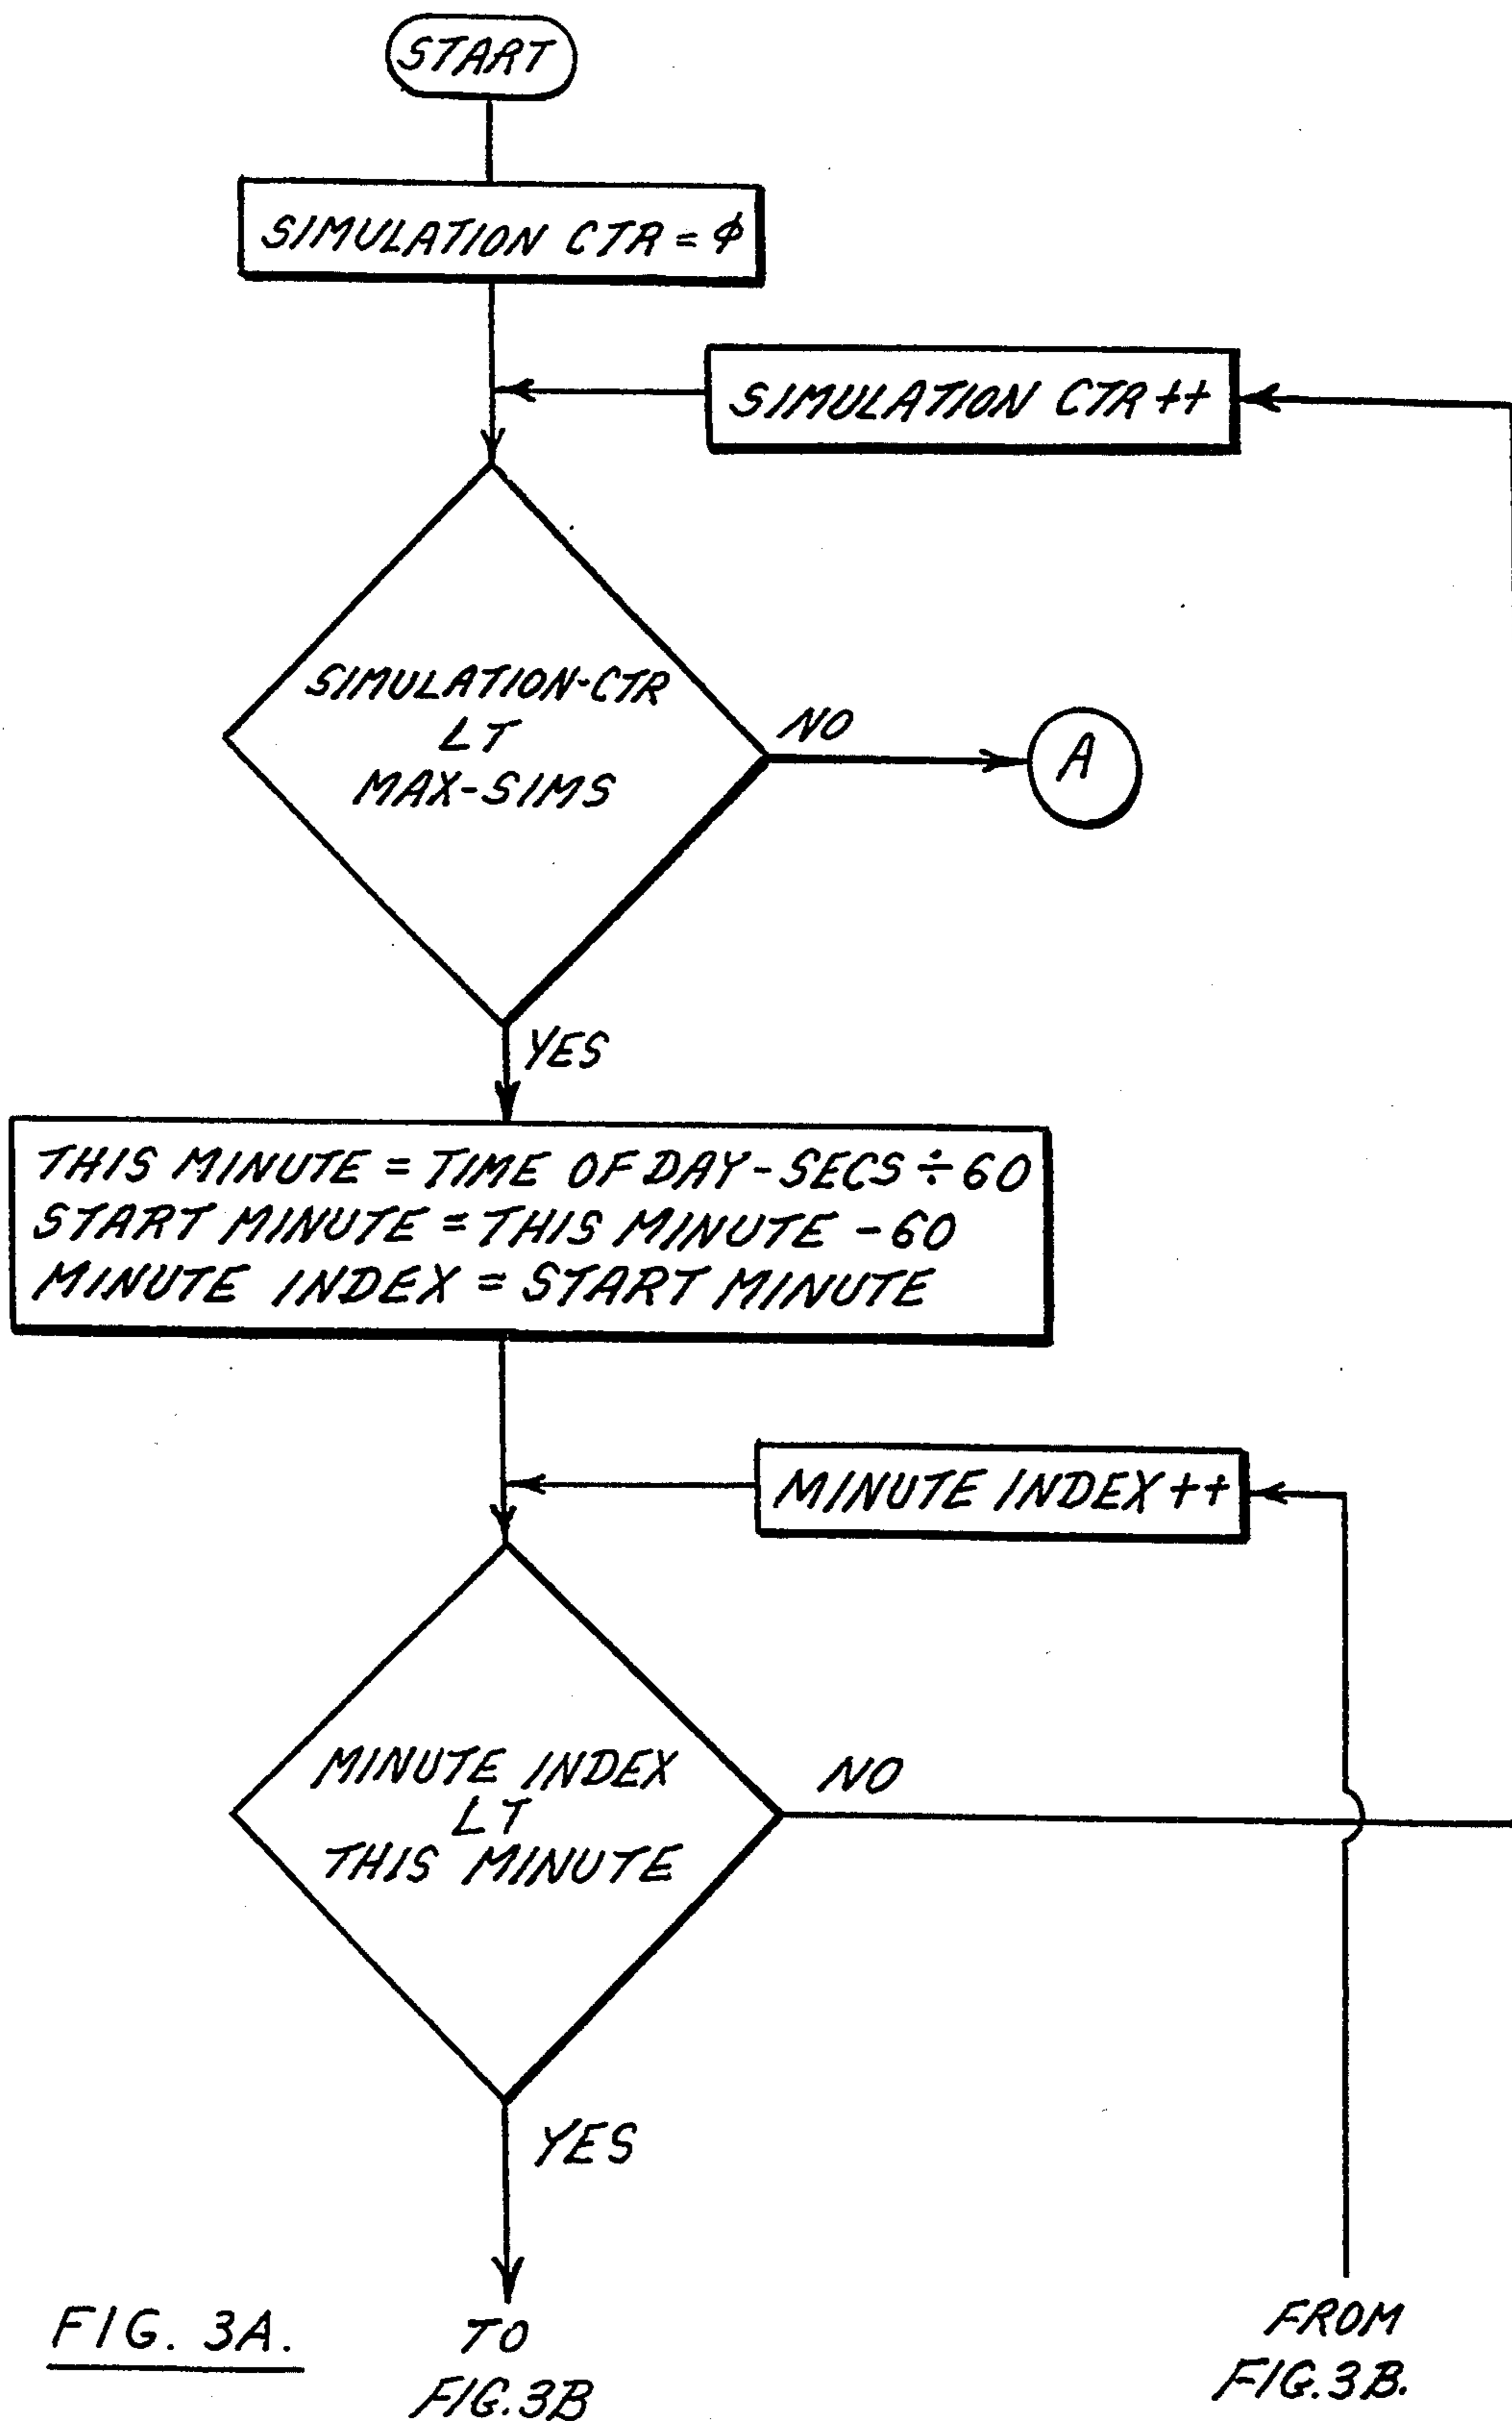 START
SIMULATION CTR = ϕ
SIMULATION CTR ++
SIMULATION-CTR
LT
MAX-SIMS
NO
A
YES
THIS MINUTE = TIME OF DAY-SECS ÷ 60
START MINUTE = THIS MINUTE - 60
MINUTE INDEX = START MINUTE
MINUTE INDEX ++
MINUTE INDEX
LT
THIS MINUTE
NO
YES
TO
FIG.3B
FROM
FIG.3B.
FIG. 3A.